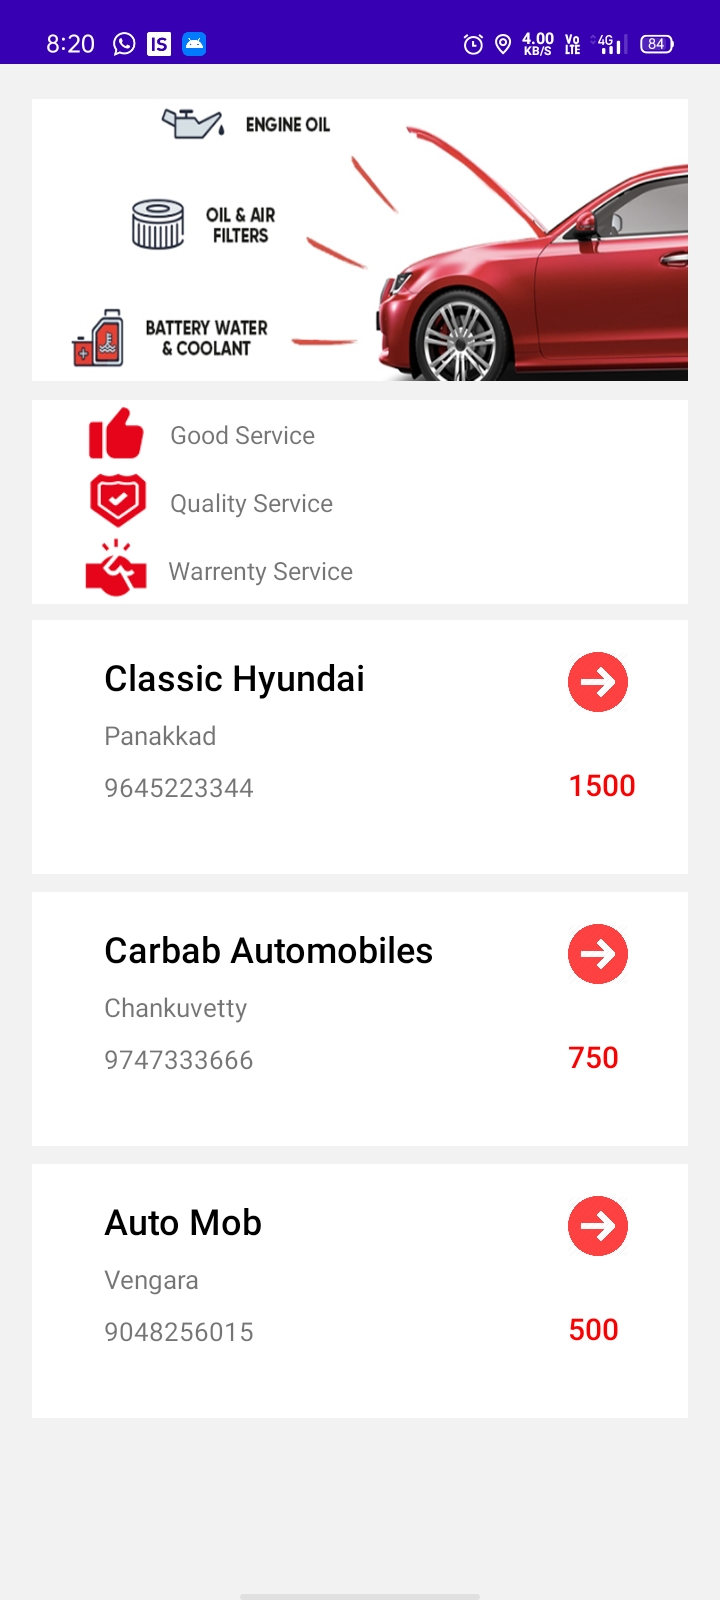 8:20 IS 4.00 KB/S Vo LTE 4G 84
ENGINE OIL
OIL & AIR
FILTERS
BATTERY WATER
& COOLANT
Good Service
Quality Service
Warrenty Service
Classic Hyundai
Panakkad
9645223344
1500
Carbab Automobiles
Chankuvetty
9747333666
750
Auto Mob
Vengara
9048256015
500